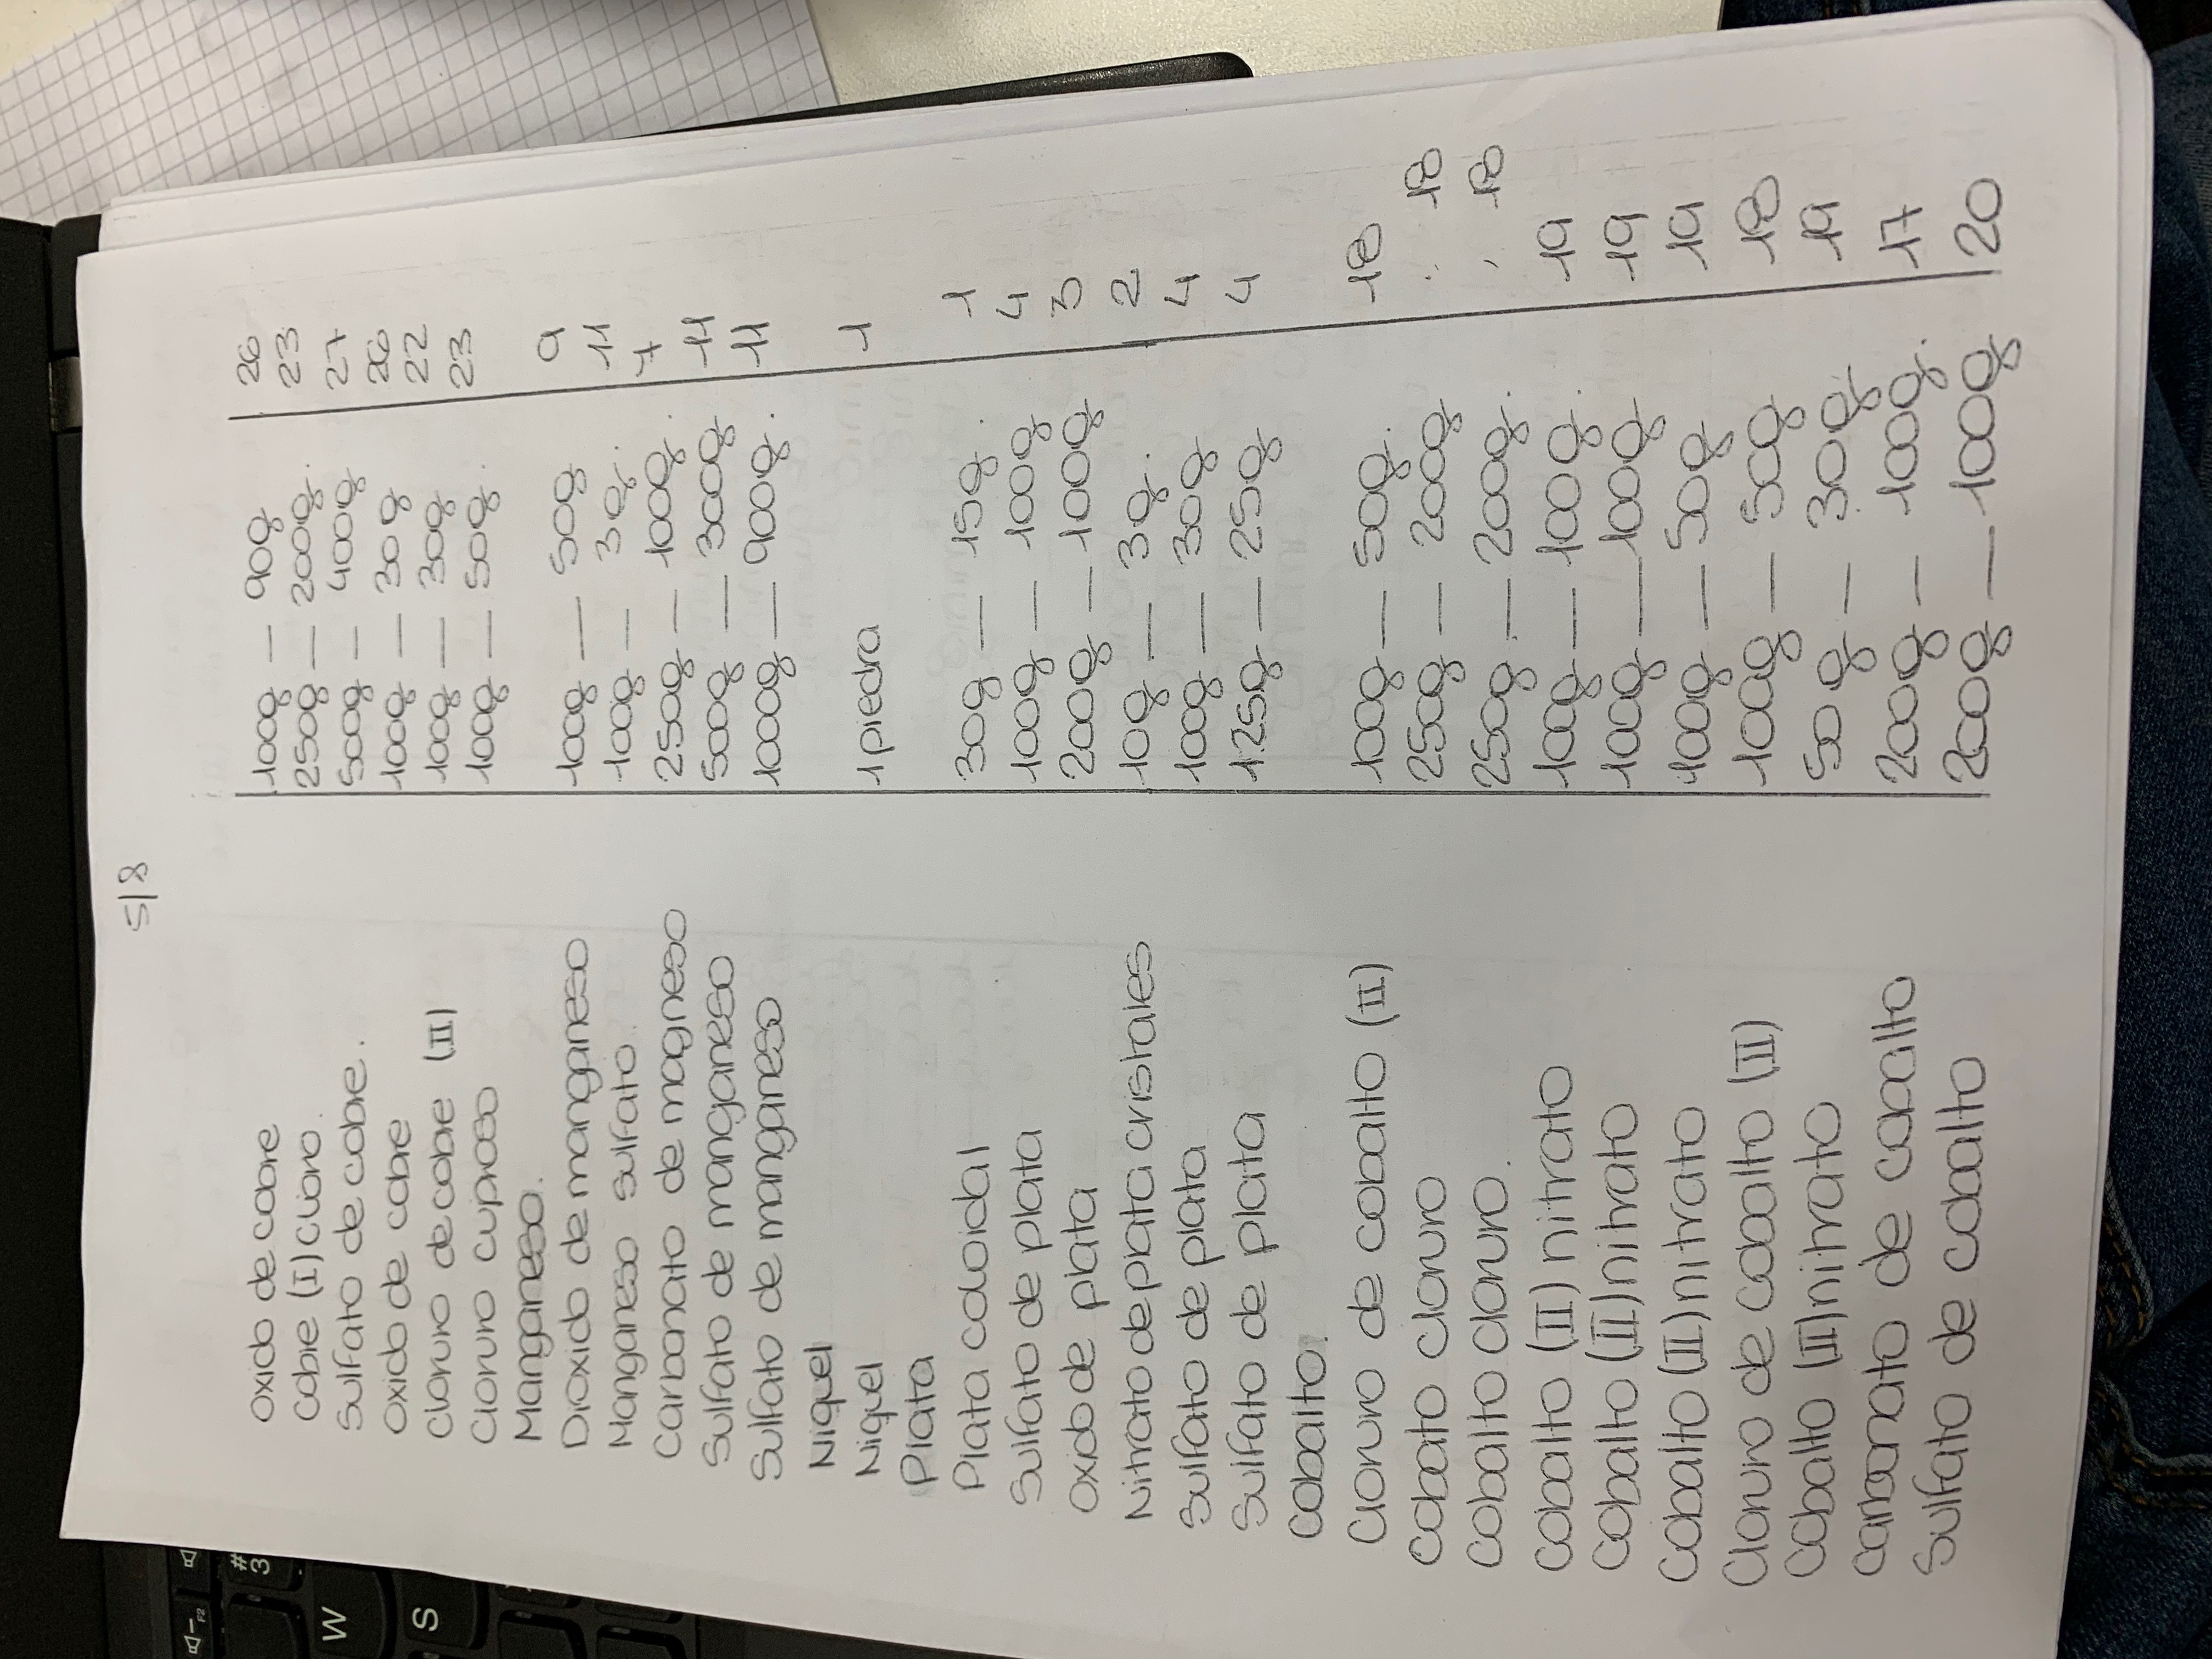 5/8
Oxido de cobre 100g — 90g 26
Cobre (I) Cloro. 250g — 200g. 23
Sulfato de cobre. 500g — 400g 27
Oxido de cobre 100g — 30g 26
Cloruro de cobre (II) 100g — 30g 22
Cloruro cuproso 100g — 50g. 23
Manganeso.
Dioxido de manganeso 100g — 50g 9
Manganeso sulfato. 100g — 3g. 11
Carbonato de magneso 250g — 100g. 7
Sulfato de manganeso 500g — 300g 11
Sulfato de manganeso 1000g — 900g. 11
Niquel
Niquel 1 piedra 1
Plata
Plata coloidal 30g — 15g. 1
Sulfato de plata 100g — 100g 4
Oxido de plata 200g — 100g 3
Nitrato de plata cristales 10g — 3g. 2
Sulfato de plata 100g — 30g 4
Sulfato de plata 125g — 25g 4
Cobalto.
Cloruro de cobalto (II) 100g — 50g. 18
Cobato cloruro 250g — 200g 18
Cobalto cloruro. 250g — 200g. 18
Cobalto (II) nitrato 100g — 100g. 19
Cobalto (II) nitrato 100g — 100g 19
Cobalto (II) nitrato 100g — 50g 19
Cloruro de cobalto (II) 100g — 50g 18
Cobalto (II) nitrato 50g — 30g 19
Carbonato de cobalto 200g — 100g. 17
Sulfato de cobalto 200g — 100g 20
F2
#
3
W
S